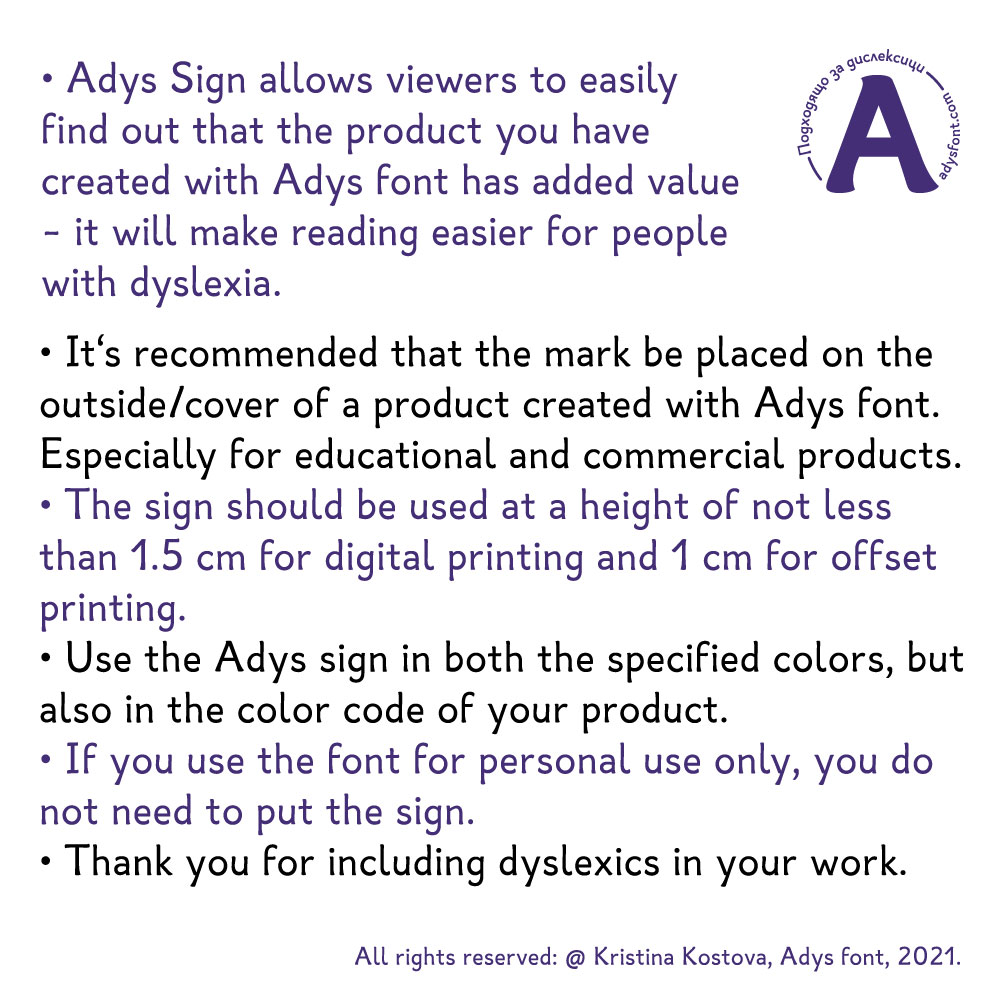 • Adys Sign allows viewers to easily
find out that the product you have
created with Adys font has added value
- it will make reading easier for people
with dyslexia.
Подходящо за дислексици
A
adysfont.com
• It‘s recommended that the mark be placed on the
outside/cover of a product created with Adys font.
Especially for educational and commercial products.
• The sign should be used at a height of not less
than 1.5 cm for digital printing and 1 cm for offset
printing.
• Use the Adys sign in both the specified colors, but
also in the color code of your product.
• If you use the font for personal use only, you do
not need to put the sign.
• Thank you for including dyslexics in your work.
All rights reserved: @ Kristina Kostova, Adys font, 2021.